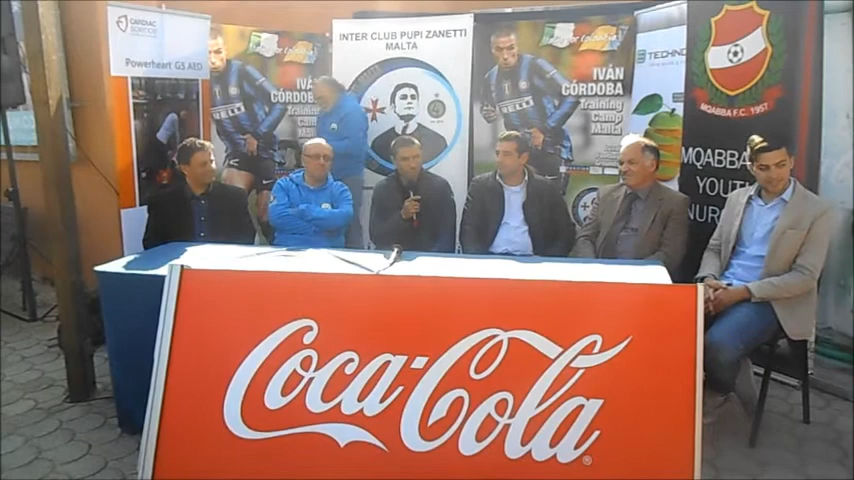 CARDIAC
science
Powerheart G3 AED
IVÁN
CÓRDOBA
Training
Camp
Malta
INTER CLUB PUPI ZANETTI
MALTA
PIRELLI
IVÁN
CÓRDOBA
Training
Camp
Malta
TECHNO
MQABBA F.C. 1957
MQABBA
YOUTH
NUR
Coca-Cola
®